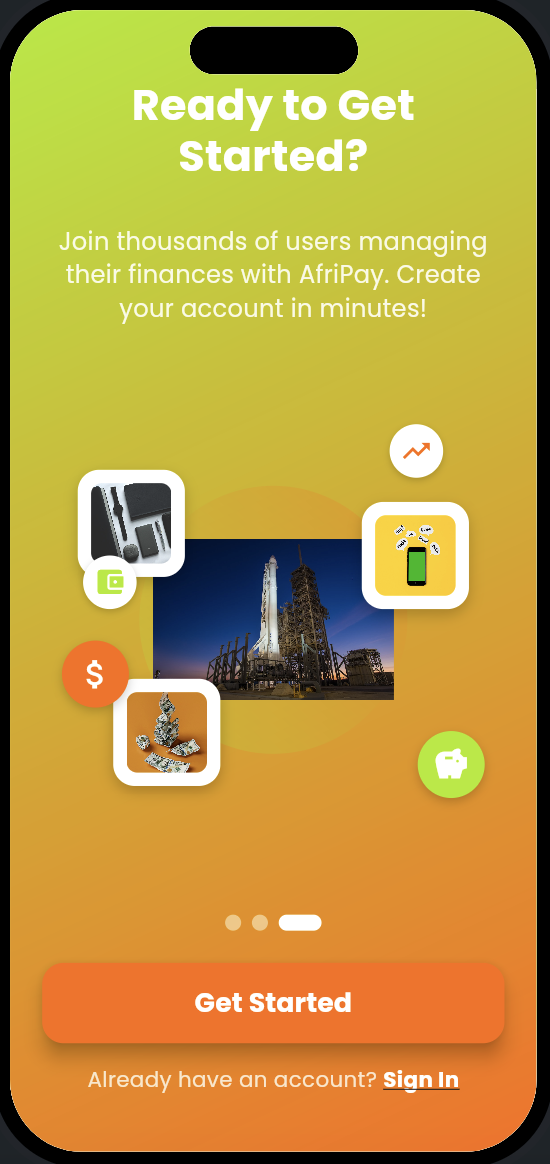 Ready to Get
Started?
Join thousands of users managing
their finances with AfriPay. Create
your account in minutes!
$
Get Started
Already have an account? Sign In